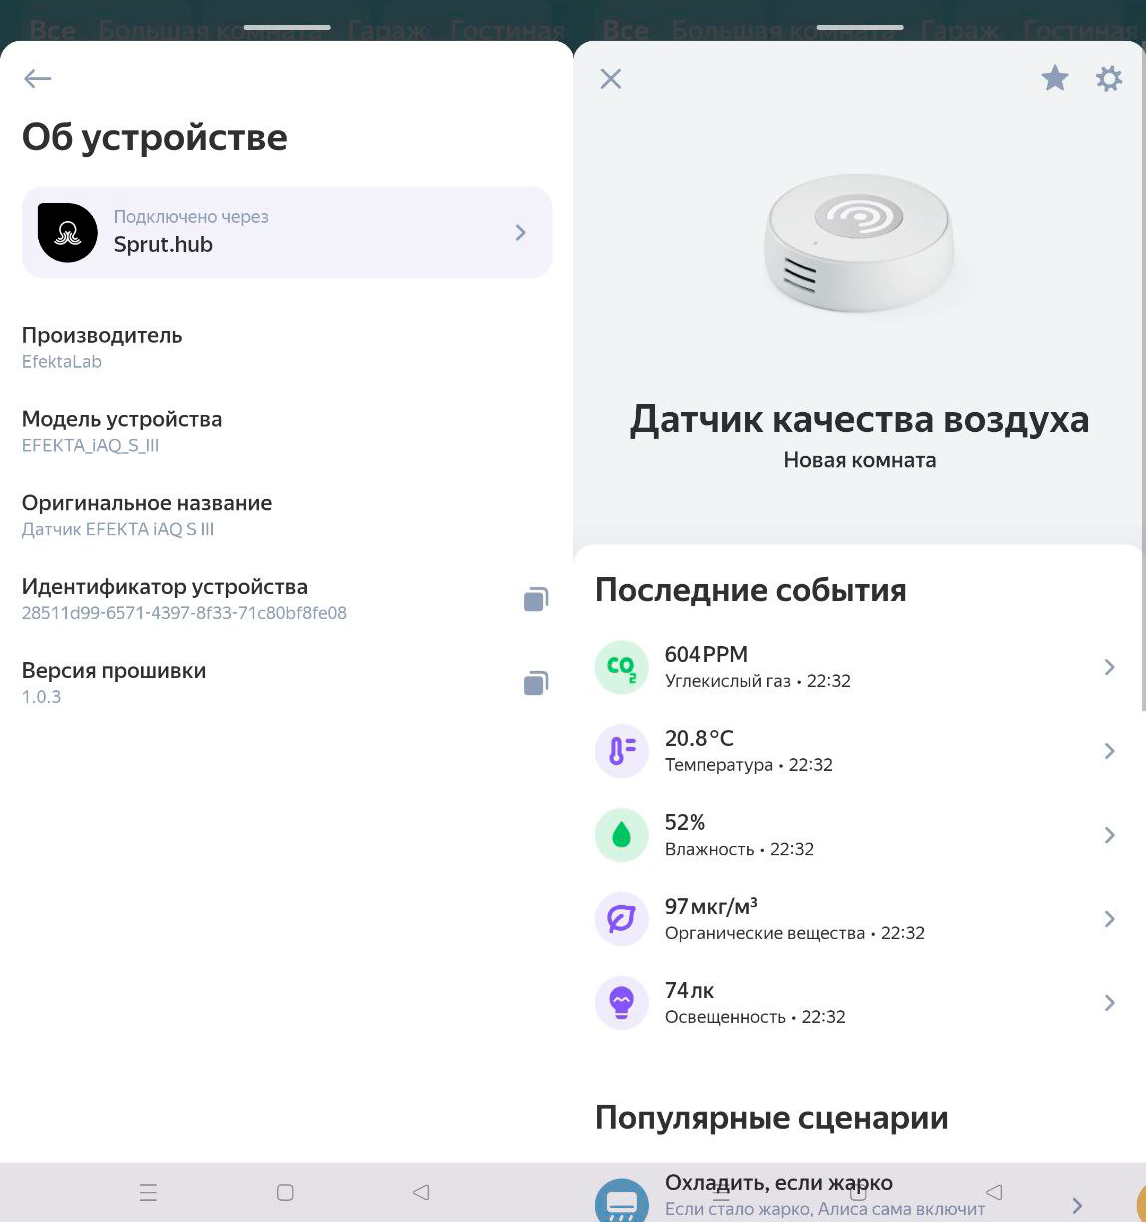 Все Большая комната Гараж Гостиная
Об устройстве
Подключено через
Sprut.hub
Производитель
EfektaLab
Модель устройства
EFEKTA_iAQ_S_III
Оригинальное название
Датчик EFEKTA iAQ S III
Идентификатор устройства
28511d99-6571-4397-8f33-71c80bf8fe08
Версия прошивки
1.0.3
Все Большая комната Гараж Гостиная
Датчик качества воздуха
Новая комната
Последние события
CO2
604 PPM
Углекислый газ • 22:32
20.8 °C
Температура • 22:32
52%
Влажность • 22:32
97 мкг/м³
Органические вещества • 22:32
74 лк
Освещенность • 22:32
Популярные сценарии
Охладить, если жарко
Если стало жарко, Алиса сама включит